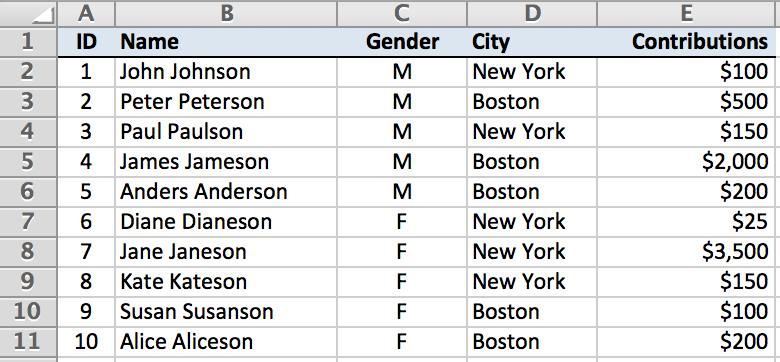 A B C D E
1 ID Name Gender City Contributions
2 1 John Johnson M New York $100
3 2 Peter Peterson M Boston $500
4 3 Paul Paulson M New York $150
5 4 James Jameson M Boston $2,000
6 5 Anders Anderson M Boston $200
7 6 Diane Dianeson F New York $25
8 7 Jane Janeson F New York $3,500
9 8 Kate Kateson F New York $150
10 9 Susan Susanson F Boston $100
11 10 Alice Aliceson F Boston $200